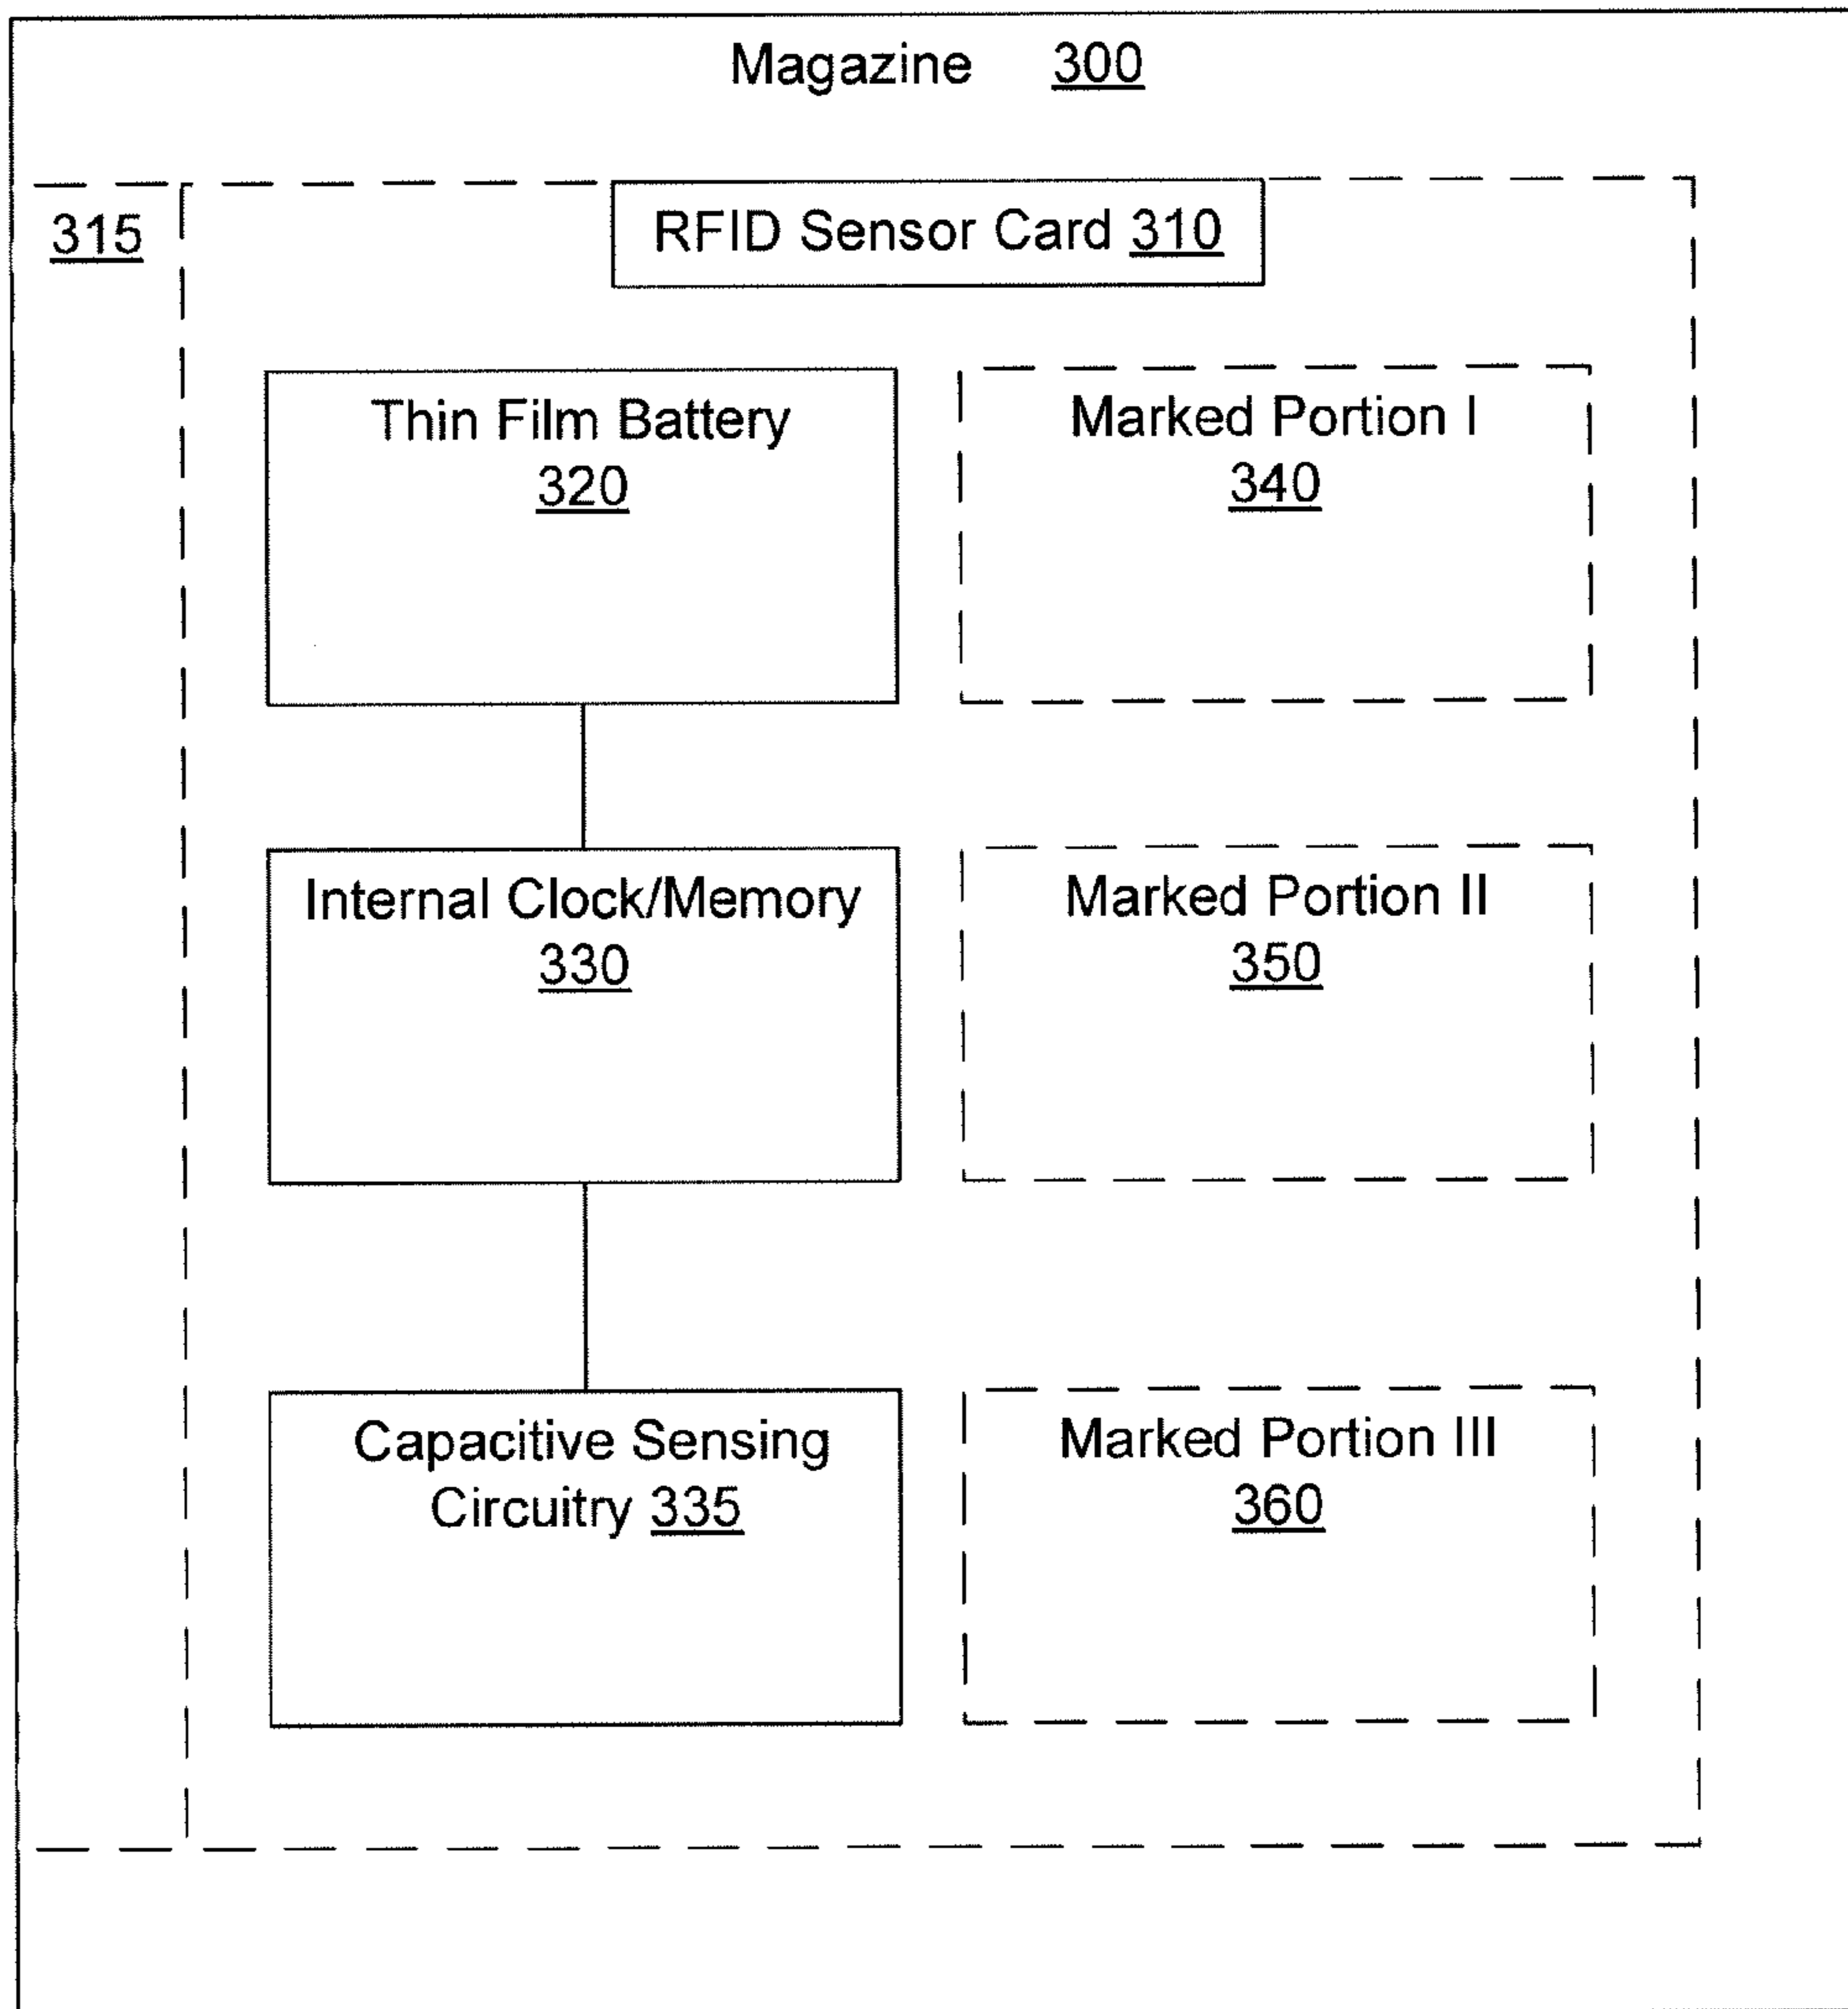 Magazine 300
315
RFID Sensor Card 310
Thin Film Battery
320
Marked Portion I
340
Internal Clock/Memory
330
Marked Portion II
350
Capacitive Sensing
Circuitry 335
Marked Portion III
360